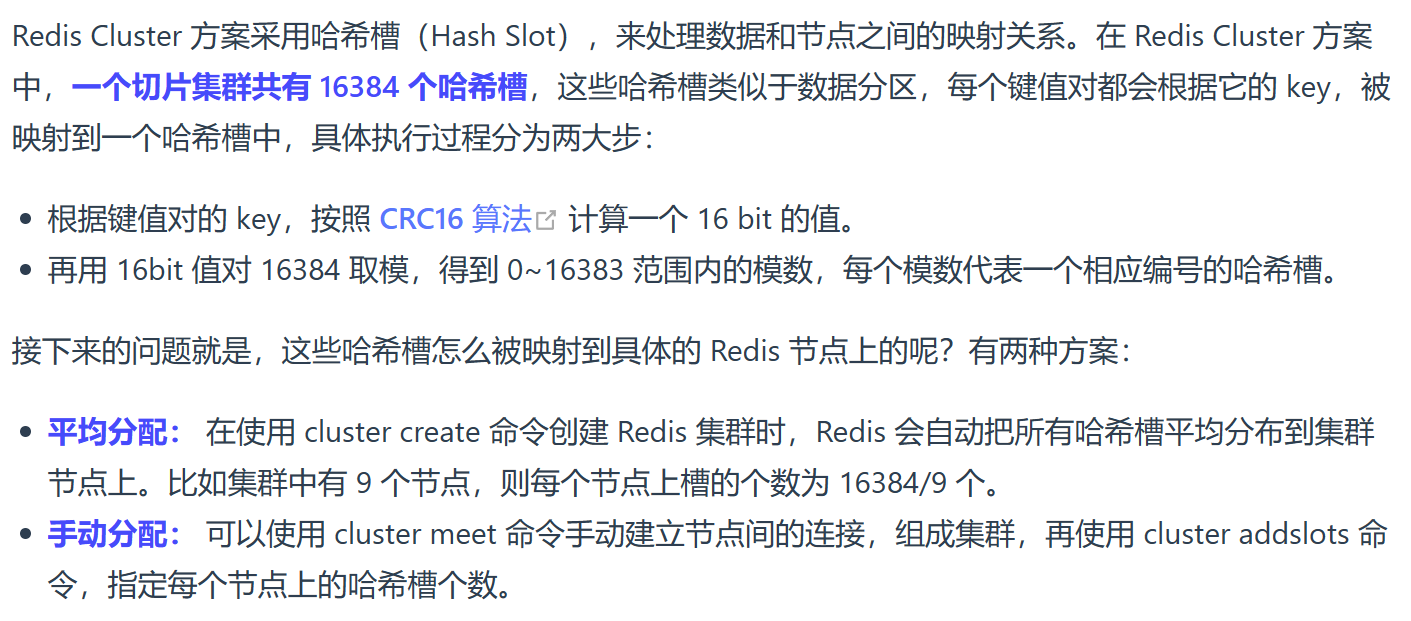 Redis Cluster 方案采用哈希槽（Hash Slot），来处理数据和节点之间的映射关系。在 Redis Cluster 方案
中，一个切片集群共有 16384 个哈希槽，这些哈希槽类似于数据分区，每个键值对都会根据它的 key，被
映射到一个哈希槽中，具体执行过程分为两大步：
• 根据键值对的 key，按照 CRC16 算法 计算一个 16 bit 的值。
• 再用 16bit 值对 16384 取模，得到 0~16383 范围内的模数，每个模数代表一个相应编号的哈希槽。
接下来的问题就是，这些哈希槽怎么被映射到具体的 Redis 节点上的呢？有两种方案：
• 平均分配： 在使用 cluster create 命令创建 Redis 集群时，Redis 会自动把所有哈希槽平均分布到集群
节点上。比如集群中有 9 个节点，则每个节点上槽的个数为 16384/9 个。
• 手动分配： 可以使用 cluster meet 命令手动建立节点间的连接，组成集群，再使用 cluster addslots 命
令，指定每个节点上的哈希槽个数。